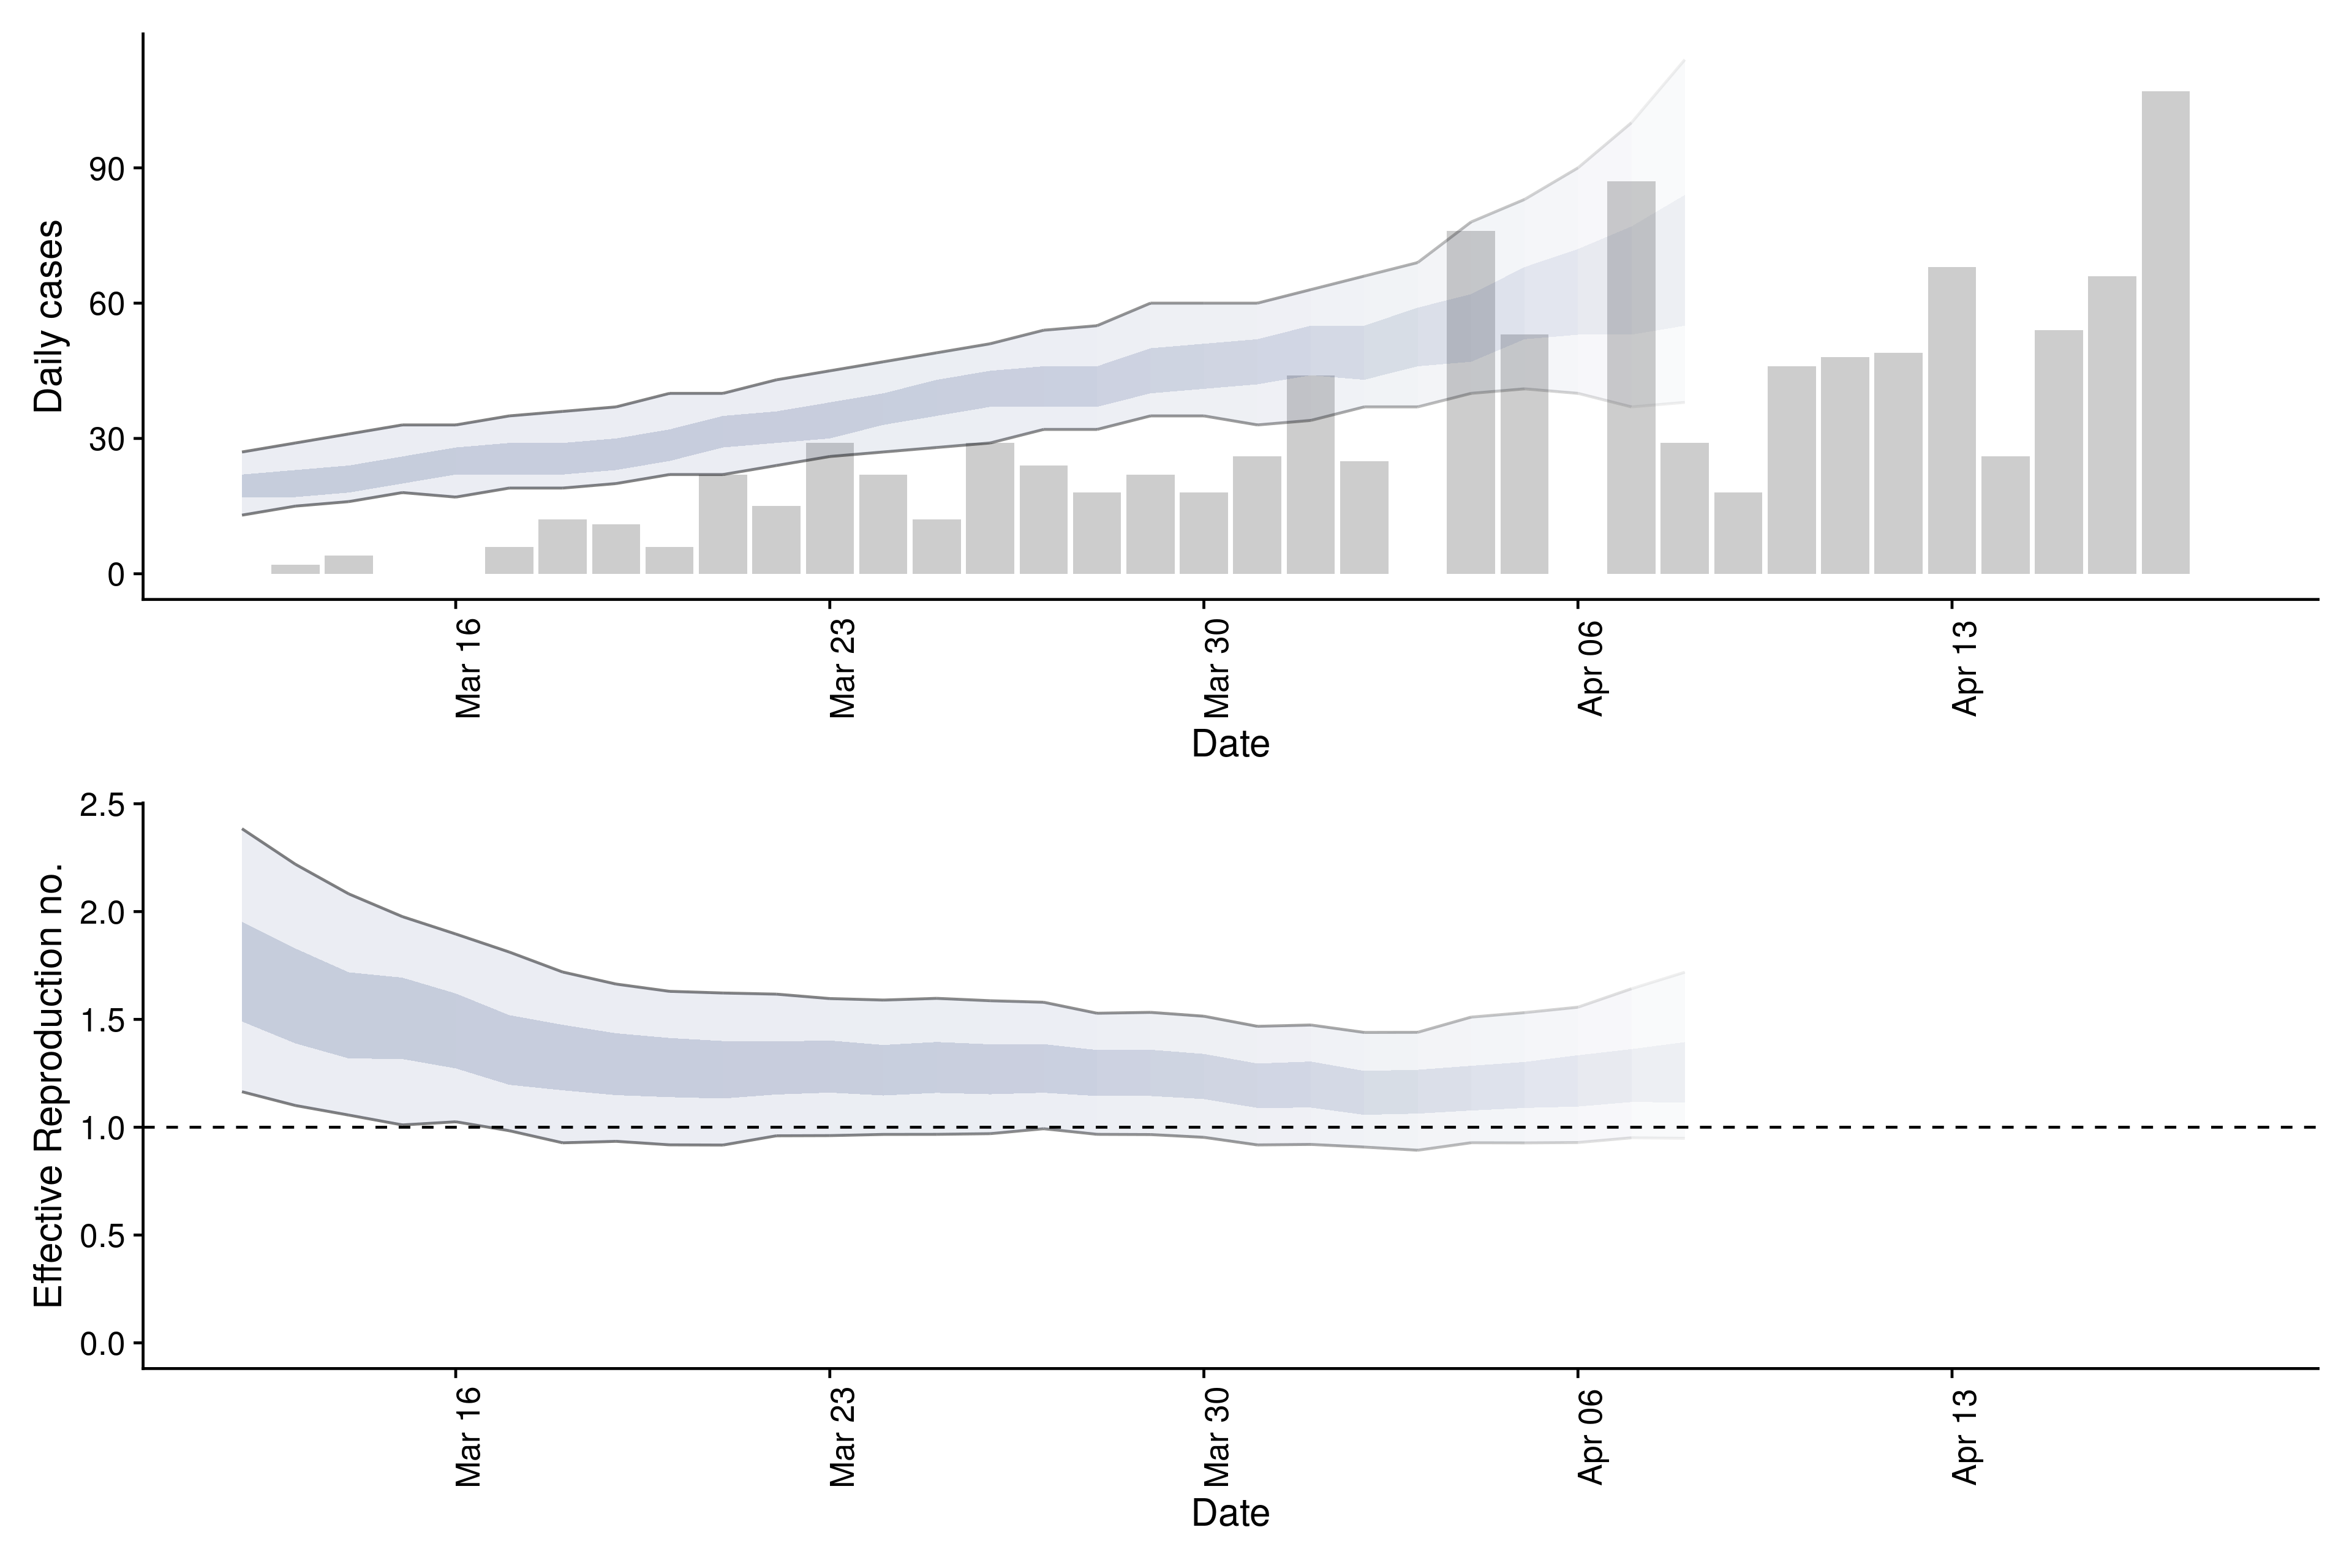 Daily cases
90
60
30
0
Mar 16
Mar 23
Mar 30
Apr 06
Apr 13
Date
Effective Reproduction no.
2.5
2.0
1.5
1.0
0.5
0.0
Mar 16
Mar 23
Mar 30
Apr 06
Apr 13
Date